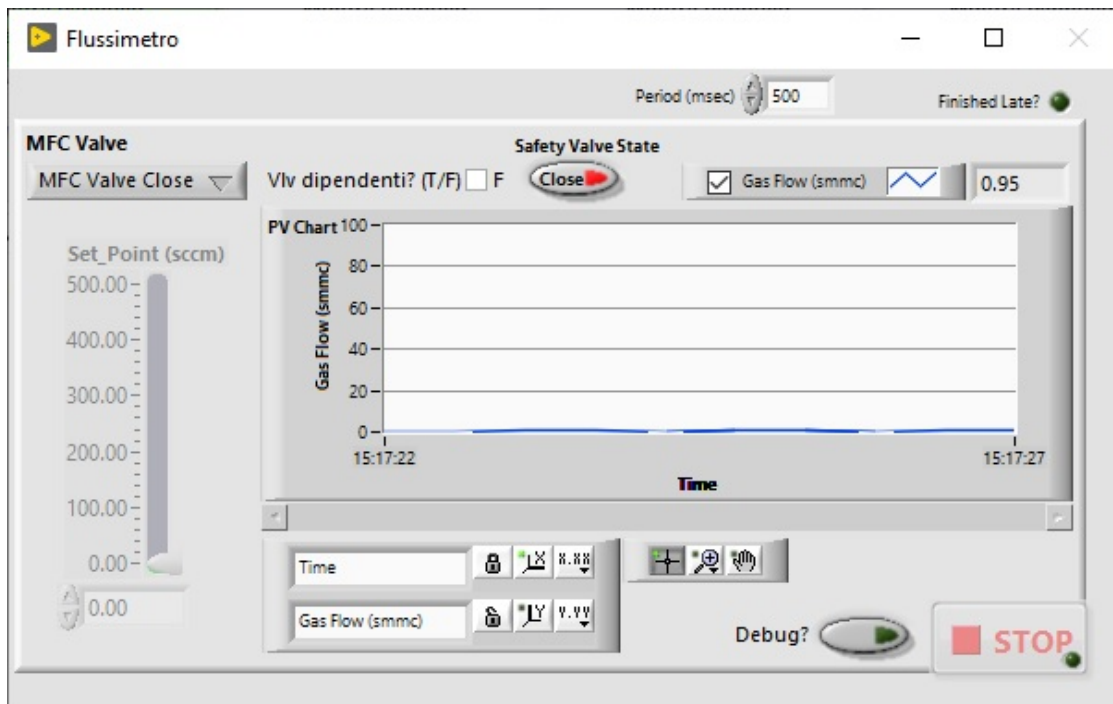 Flussimetro
Period (msec) 500
Finished Late?
MFC Valve
MFC Valve Close
Vlv dipendenti? (T/F) F
Safety Valve State
Close
Gas Flow (smmc) 0.95
Set_Point (sccm)
500.00
400.00
300.00
200.00
100.00
0.00
0.00
PV Chart
Gas Flow (smmc)
100
80
60
40
20
0
15:17:22 15:17:27
Time
Time X X.XX
Gas Flow (smmc) Y Y.YY
Debug?
STOP